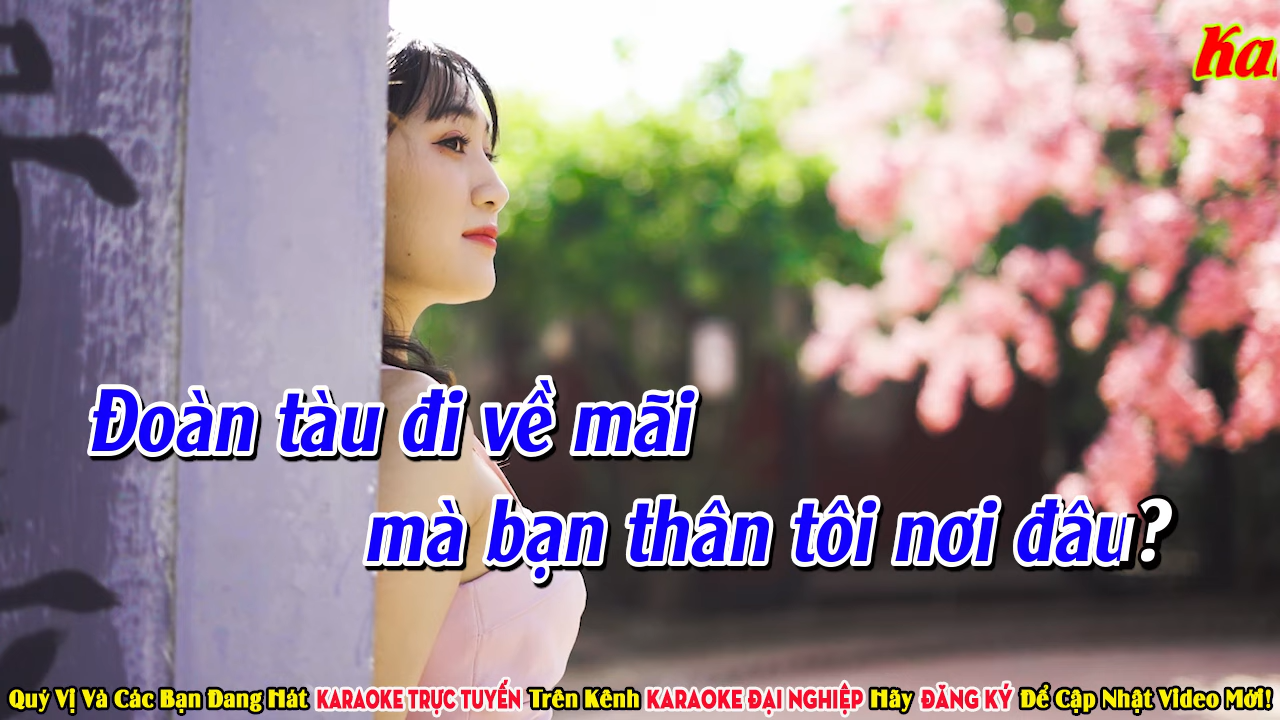 Ka
Đoàn tàu đi về mãi
mà bạn thân tôi nơi đâu?
Quý Vị Và Các Bạn Đang Hát KARAOKE TRỰC TUYẾN Trên Kênh KARAOKE ĐẠI NGHIỆP Hãy ĐĂNG KÝ Để Cập Nhật Video Mới!